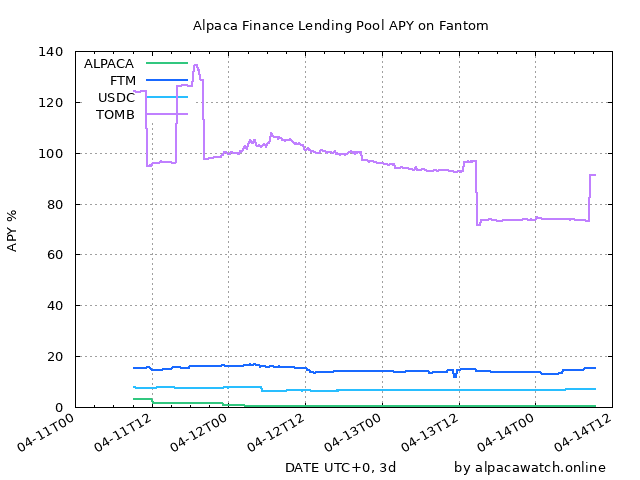 Alpaca Finance Lending Pool APY on Fantom
140
120
100
80
60
40
20
0
APY %
ALPACA
FTM
USDC
TOMB
04-11T00
04-11T12
04-12T00
04-12T12
04-13T00
04-13T12
04-14T00
04-14T12
DATE UTC+0, 3d
by alpacawatch.online